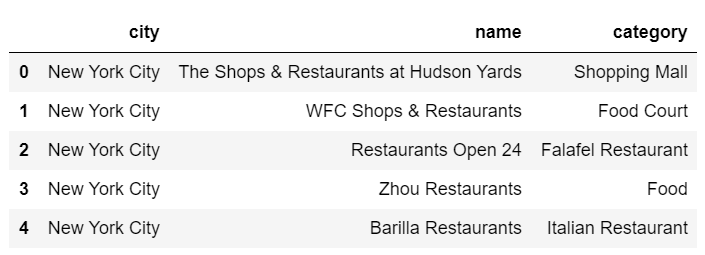 city name category
0 New York City The Shops & Restaurants at Hudson Yards Shopping Mall
1 New York City WFC Shops & Restaurants Food Court
2 New York City Restaurants Open 24 Falafel Restaurant
3 New York City Zhou Restaurants Food
4 New York City Barilla Restaurants Italian Restaurant